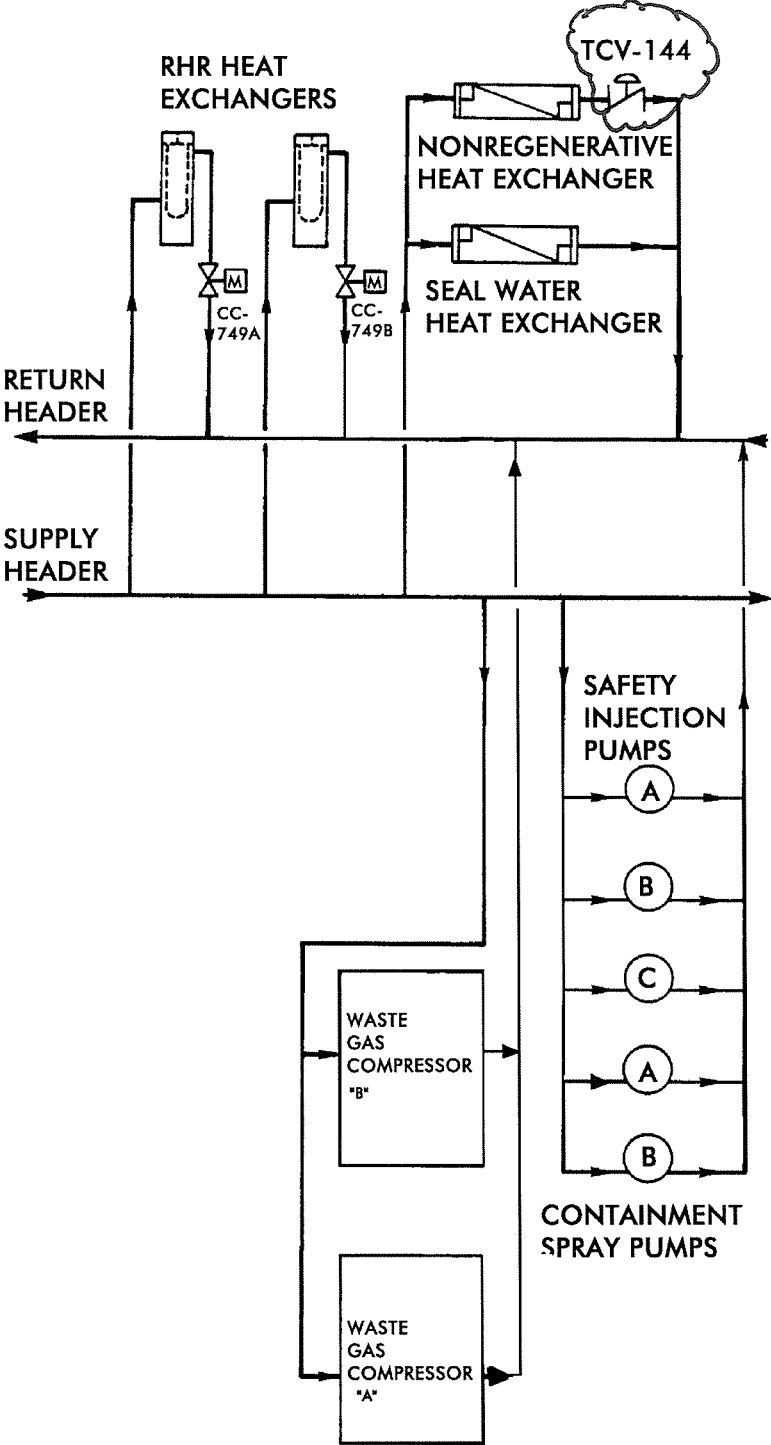 TCV-144
RHR HEAT
EXCHANGERS
NONREGENERATIVE
HEAT EXCHANGER
M
M
CC-
749A
CC-
749B
SEAL WATER
HEAT EXCHANGER
RETURN
HEADER
SUPPLY
HEADER
SAFETY
INJECTION
PUMPS
A
B
C
A
B
CONTAINMENT
SPRAY PUMPS
WASTE
GAS
COMPRESSOR
"B"
WASTE
GAS
COMPRESSOR
"A"